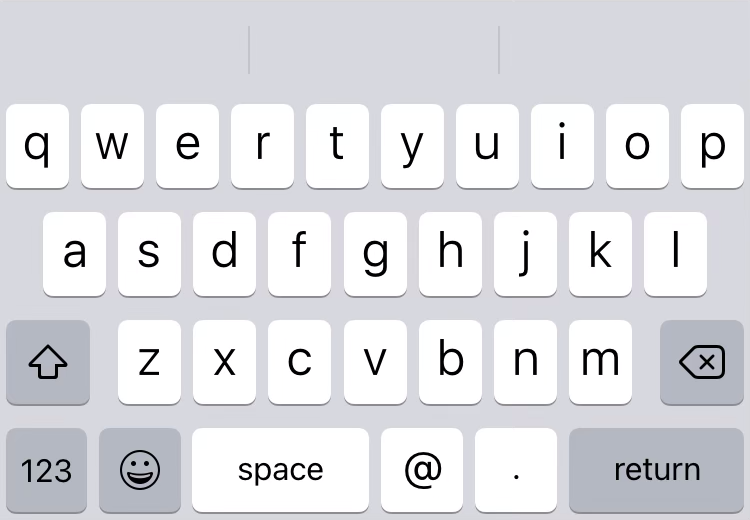 q w e r t y u i o p
a s d f g h j k l
z x c v b n m
123 space @ . return